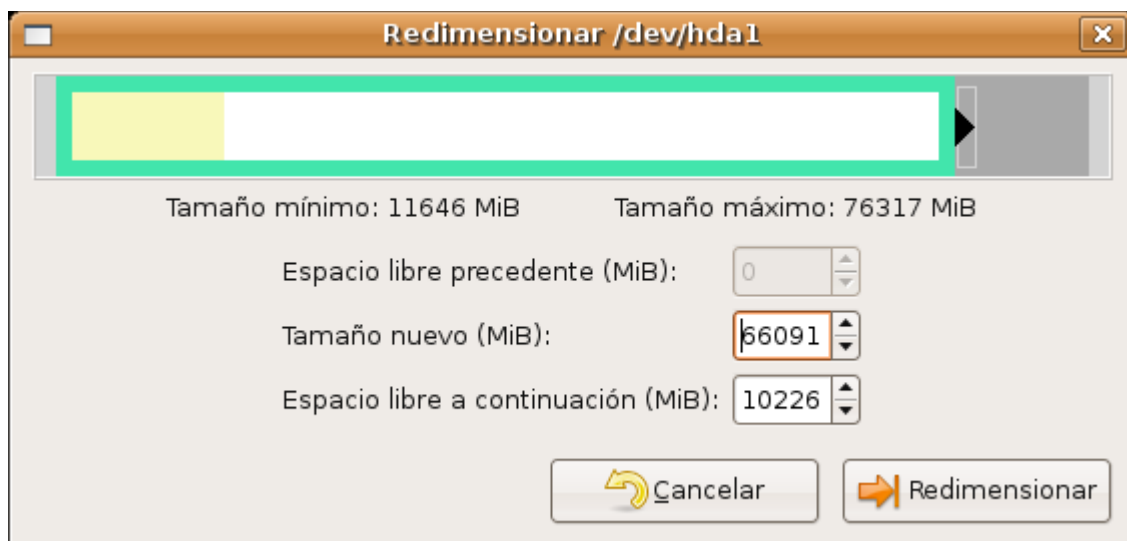 Redimensionar /dev/hda1
Tamaño mínimo: 11646 MiB Tamaño máximo: 76317 MiB
Espacio libre precedente (MiB): 0
Tamaño nuevo (MiB): 66091
Espacio libre a continuación (MiB): 10226
Cancelar Redimensionar